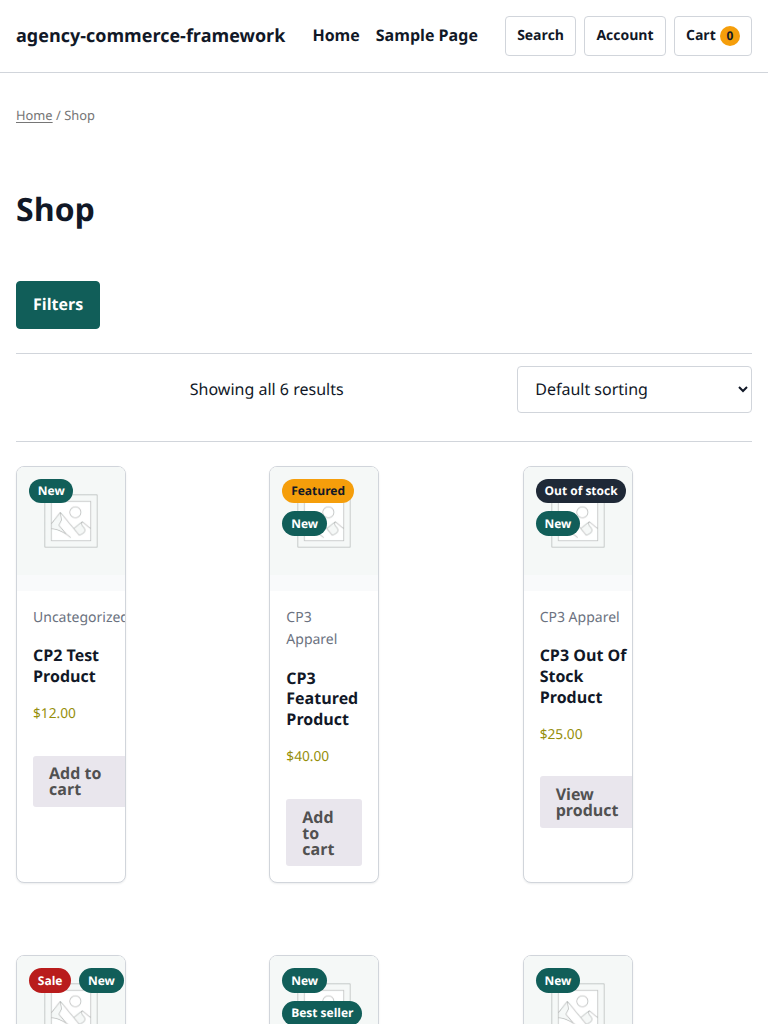 agency-commerce-framework Home Sample Page Search Account Cart 0
Home / Shop
Shop
Filters
Showing all 6 results Default sorting
New
Uncategorized
CP2 Test
Product
$12.00
Add to
cart
Featured
New
CP3
Apparel
CP3
Featured
Product
$40.00
Add
to
cart
Out of stock
New
CP3 Apparel
CP3 Out Of
Stock
Product
$25.00
View
product
Sale New
New
Best seller
New